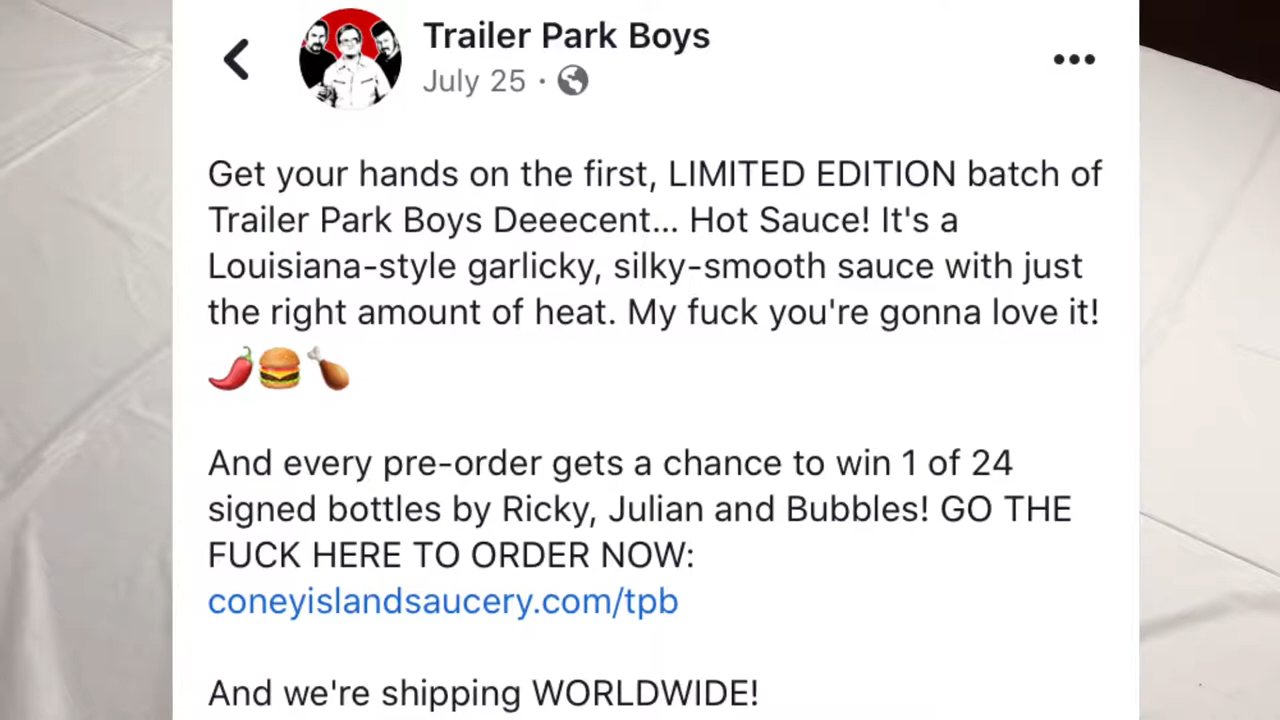 Trailer Park Boys
July 25 ·
Get your hands on the first, LIMITED EDITION batch of
Trailer Park Boys Deeecent... Hot Sauce! It's a
Louisiana-style garlicky, silky-smooth sauce with just
the right amount of heat. My fuck you're gonna love it!
🌶️🍔🍗
And every pre-order gets a chance to win 1 of 24
signed bottles by Ricky, Julian and Bubbles! GO THE
FUCK HERE TO ORDER NOW:
coneyislandsaucery.com/tpb
And we're shipping WORLDWIDE!